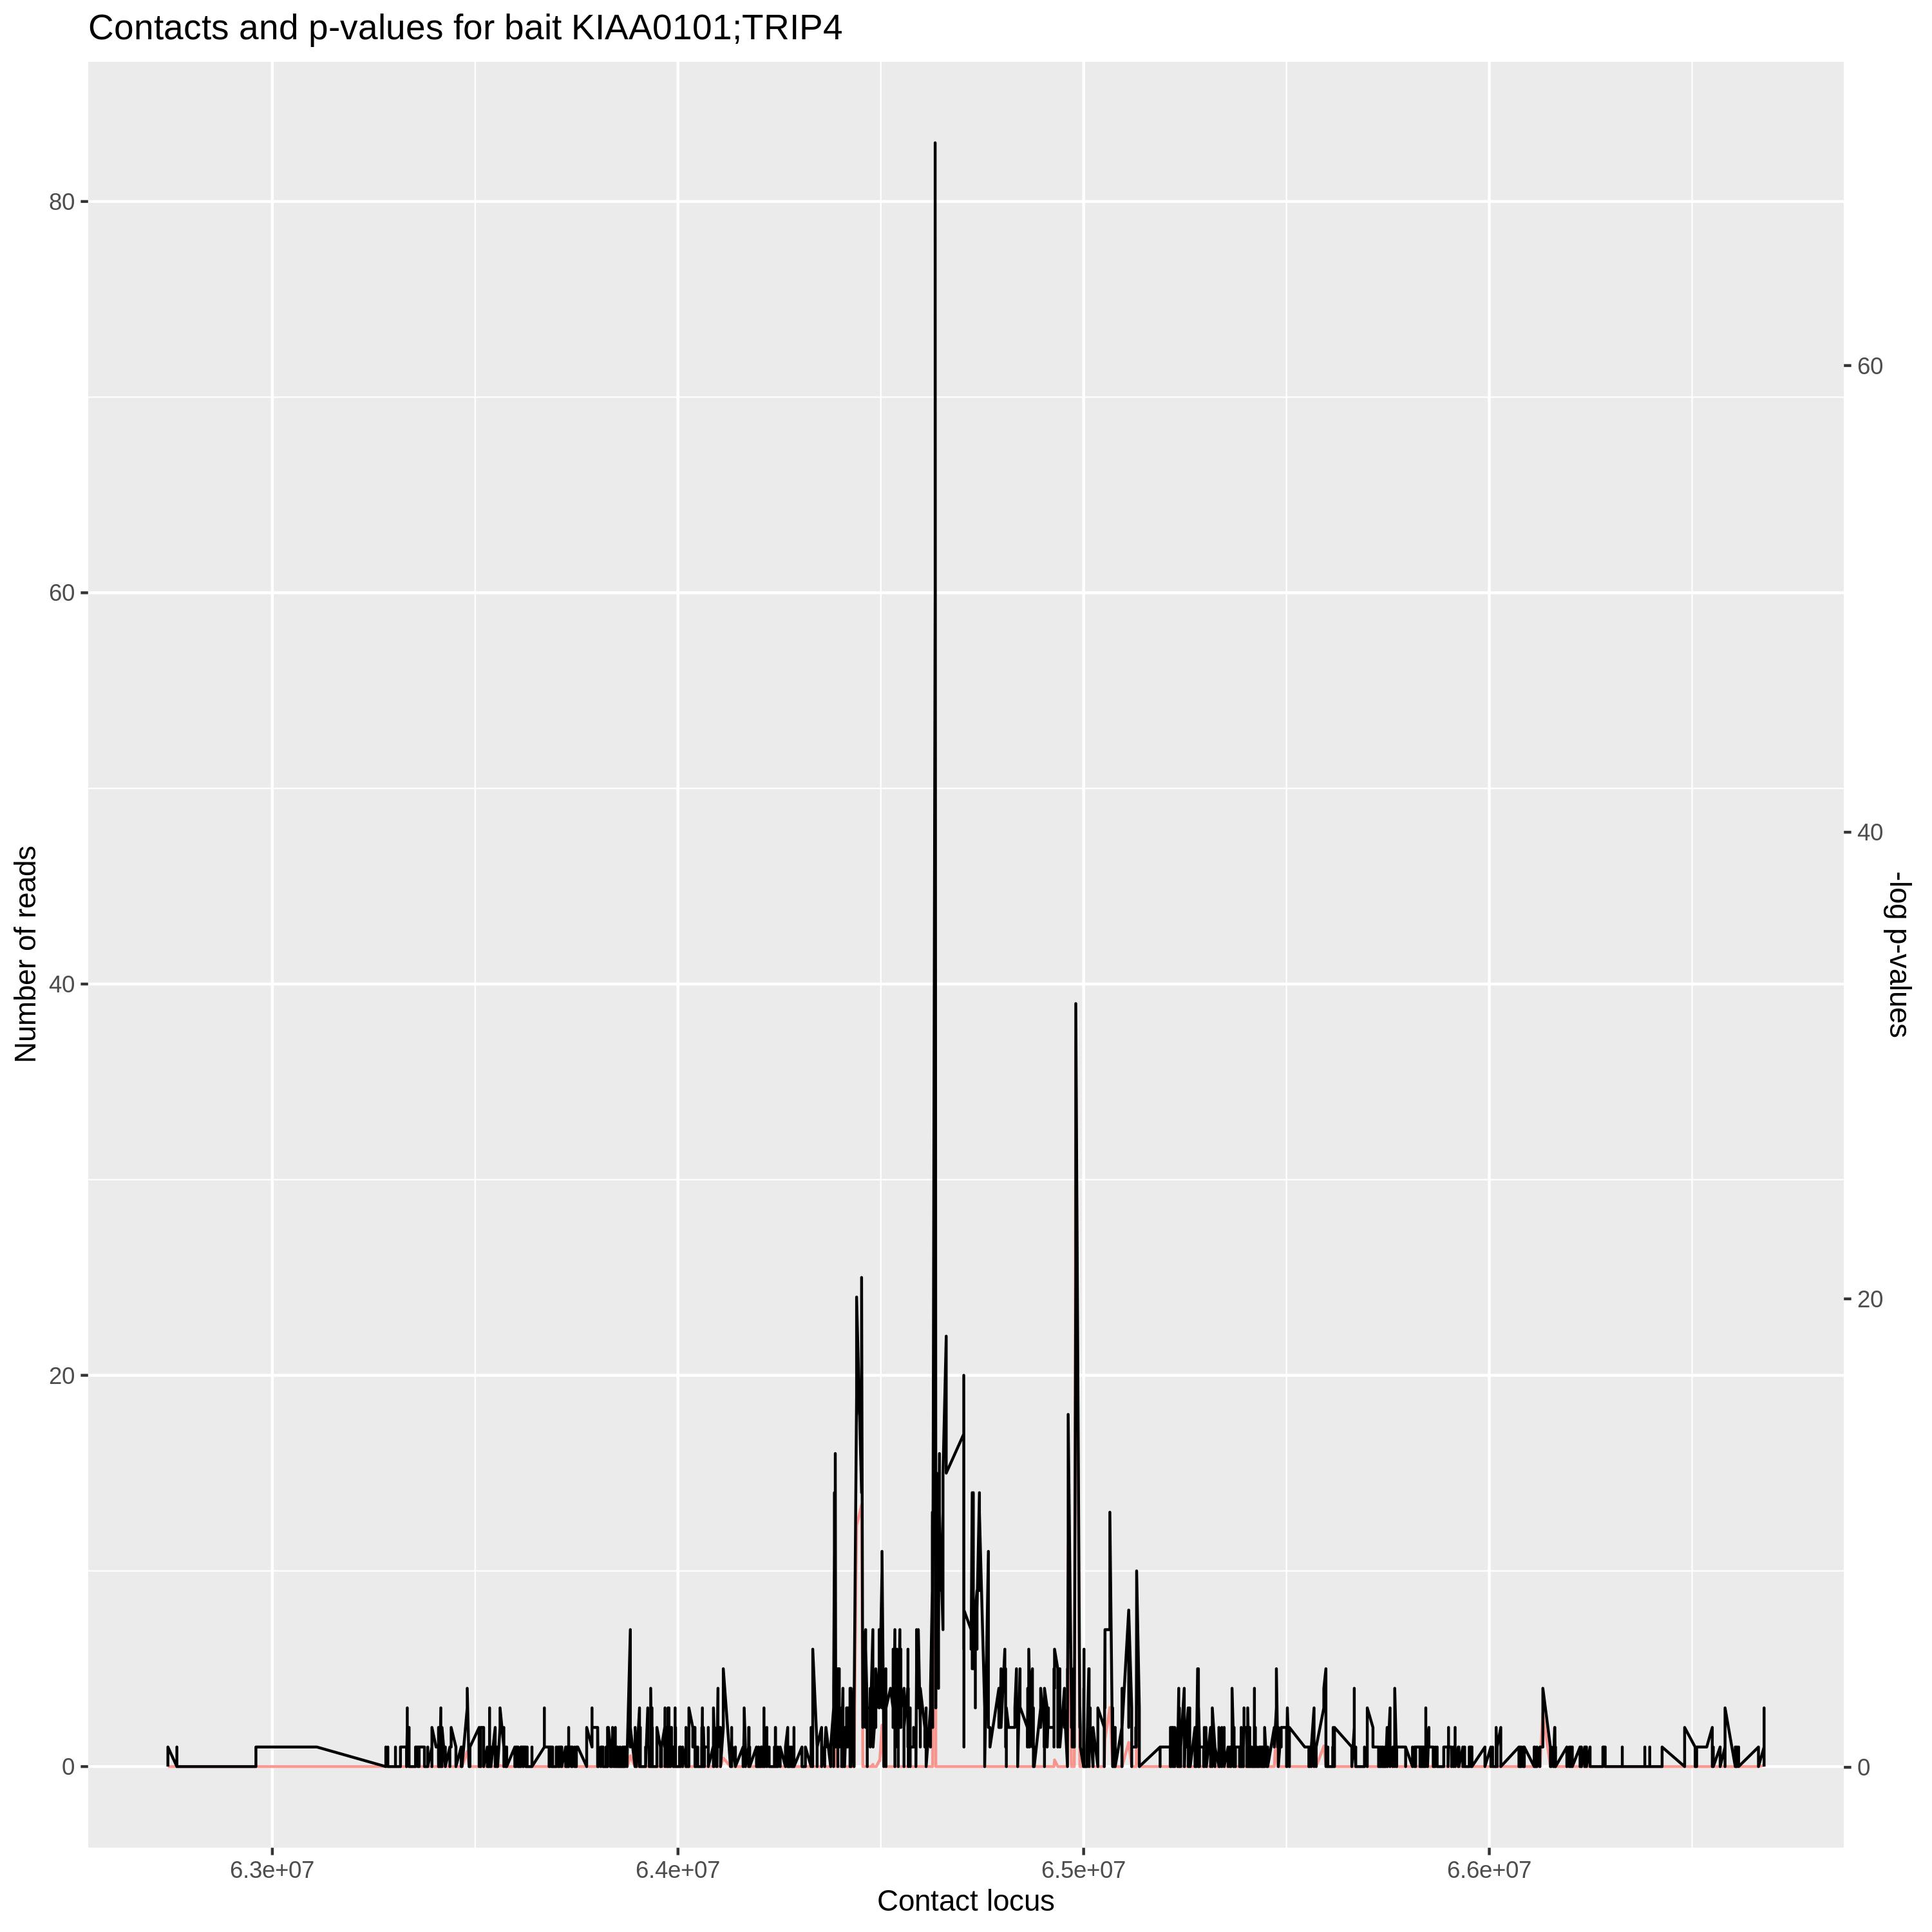 Contacts and p-values for bait KIAA0101;TRIP4
80
60
40
20
0
Number of reads
60
40
20
0
-log p-values
6.3e+07 6.4e+07 6.5e+07 6.6e+07
Contact locus